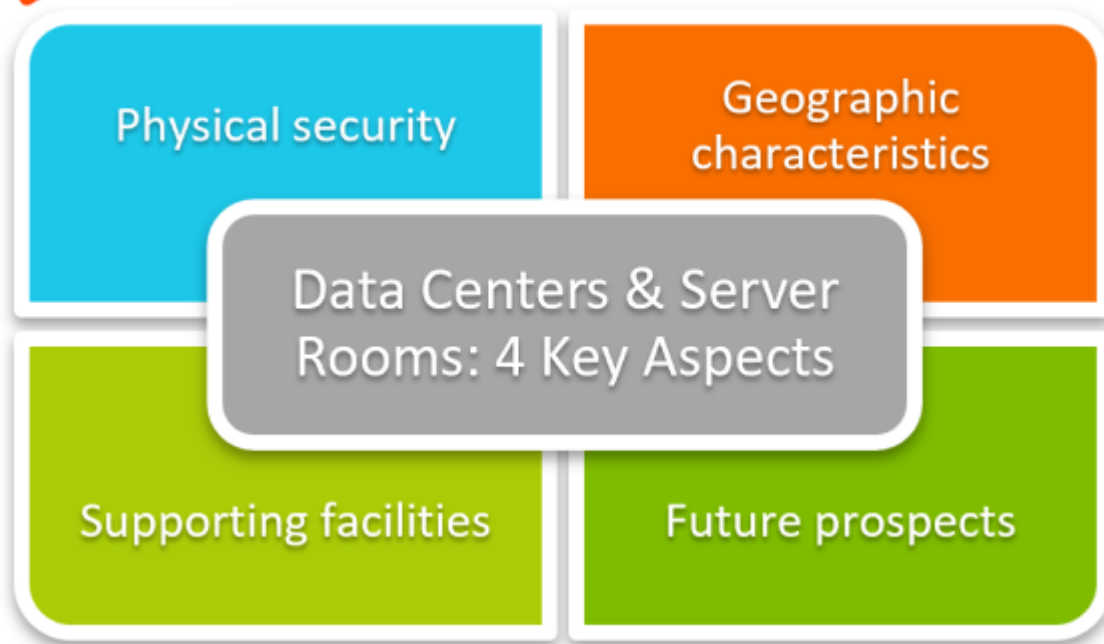 Physical security
Geographic
characteristics
Data Centers & Server
Rooms: 4 Key Aspects
Supporting facilities
Future prospects